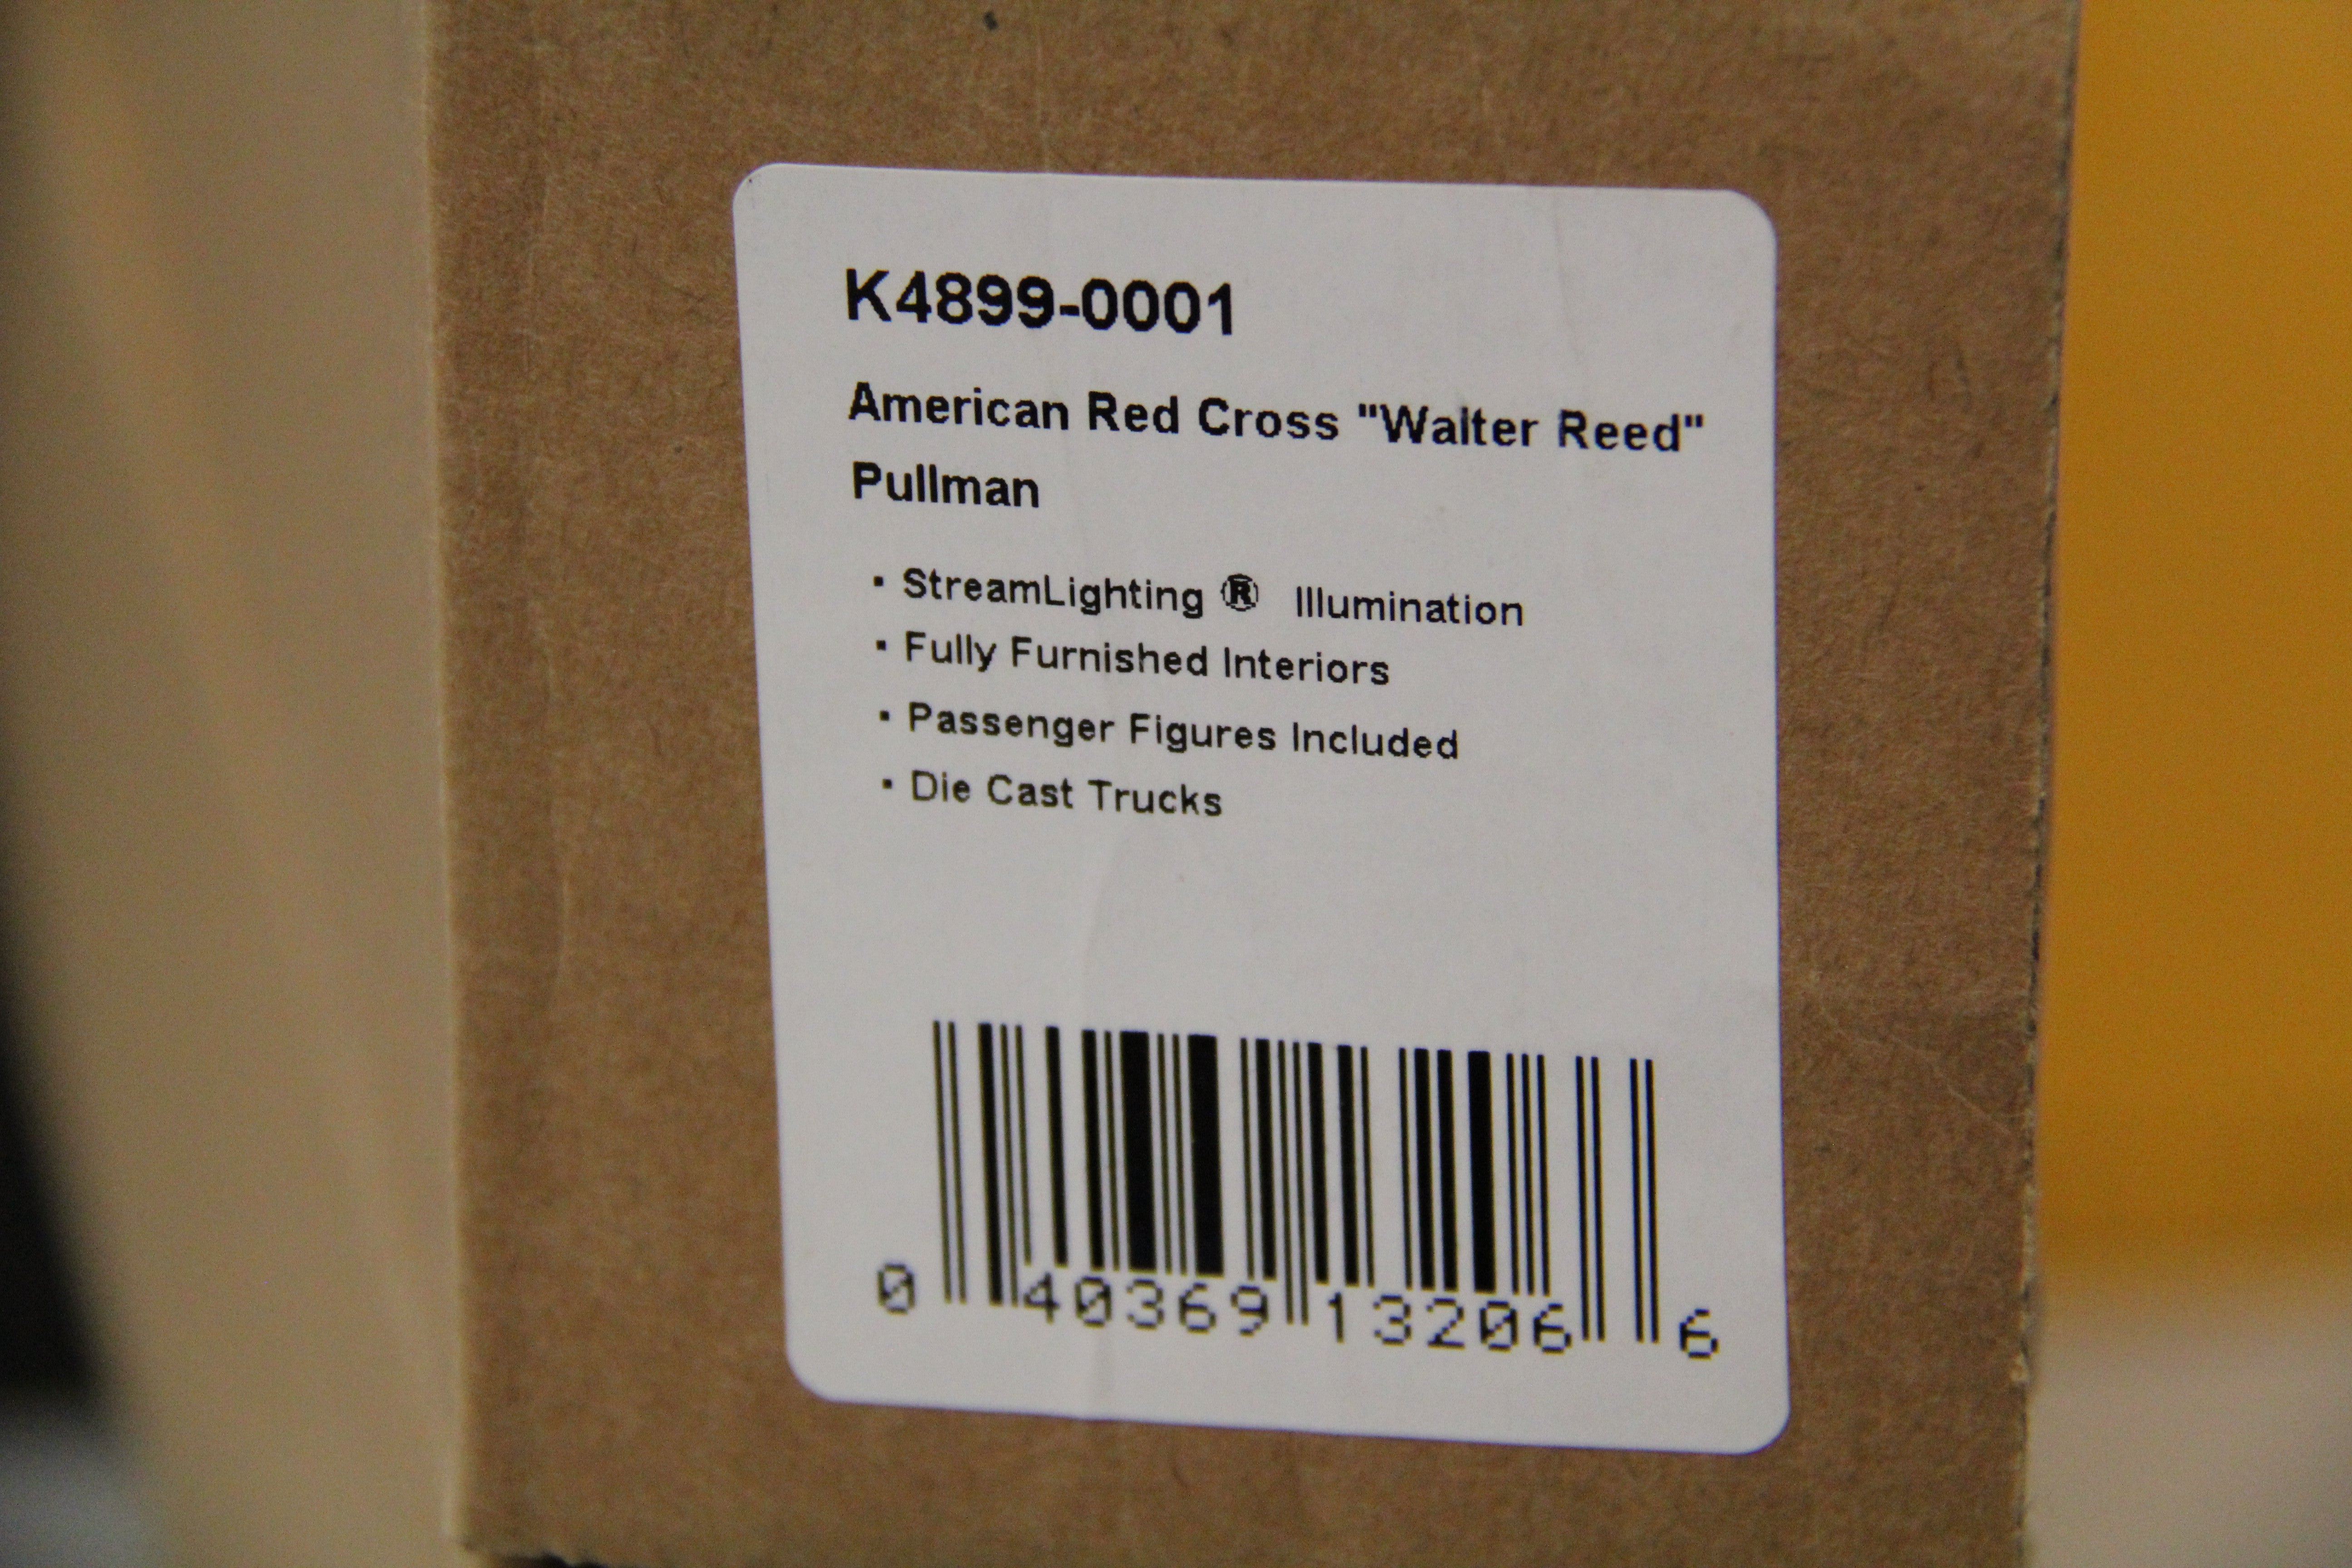 K4899-0001
American Red Cross "Walter Reed"
Pullman
· StreamLighting ® Illumination
· Fully Furnished Interiors
· Passenger Figures Included
· Die Cast Trucks
0 40369 13206 6